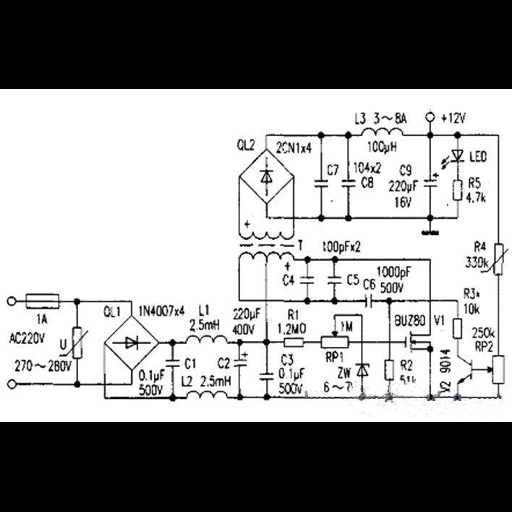 L3 3～8A
+12V
QL2
2CN1x4
100μH
LED
C7
104x2
C8
C9
220μF
16V
R5
4.7k
+
T
+
100pFx2
R4
330k
C4
C5
1000pF
C6 500V
R3*
10k
1A
AC220V
U
270～280V
QL1
1N4007x4
L1
2.5mH
220μF
400V
R1
1.2MΩ
1M
BUZ80
V1
250k
RP2
C1
C2
+
C3
RP1
0.1μF
500V
L2 2.5mH
0.1μF
500V
ZW
R2
51k
V2 9014